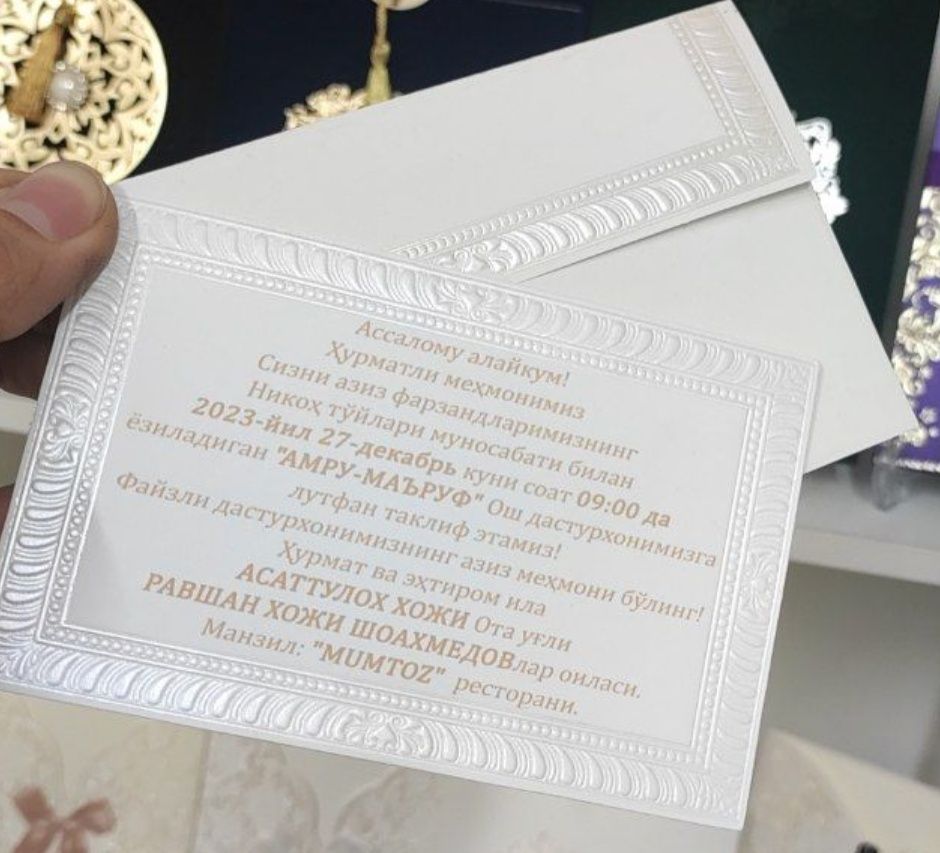 Ассалому алайкум!
Ҳурматли меҳмонимиз
Сизни азиз фарзандларимизнинг
Никоҳ тўйлари муносабати билан
2023-йил 27-декабрь куни соат 09:00 да
ёзиладиган "АМРУ-МАЪРУФ" Ош дастурхонимизга
лутфан таклиф этамиз!
Файзли дастурхонимизнинг азиз меҳмони бўлинг!
Ҳурмат ва эҳтиром ила
АСАТТУЛОХ ХОЖИ Ота уғли
РАВШАН ХОЖИ ШОАХМЕДОВлар оиласи.
Манзил: "MUMTOZ" ресторани.